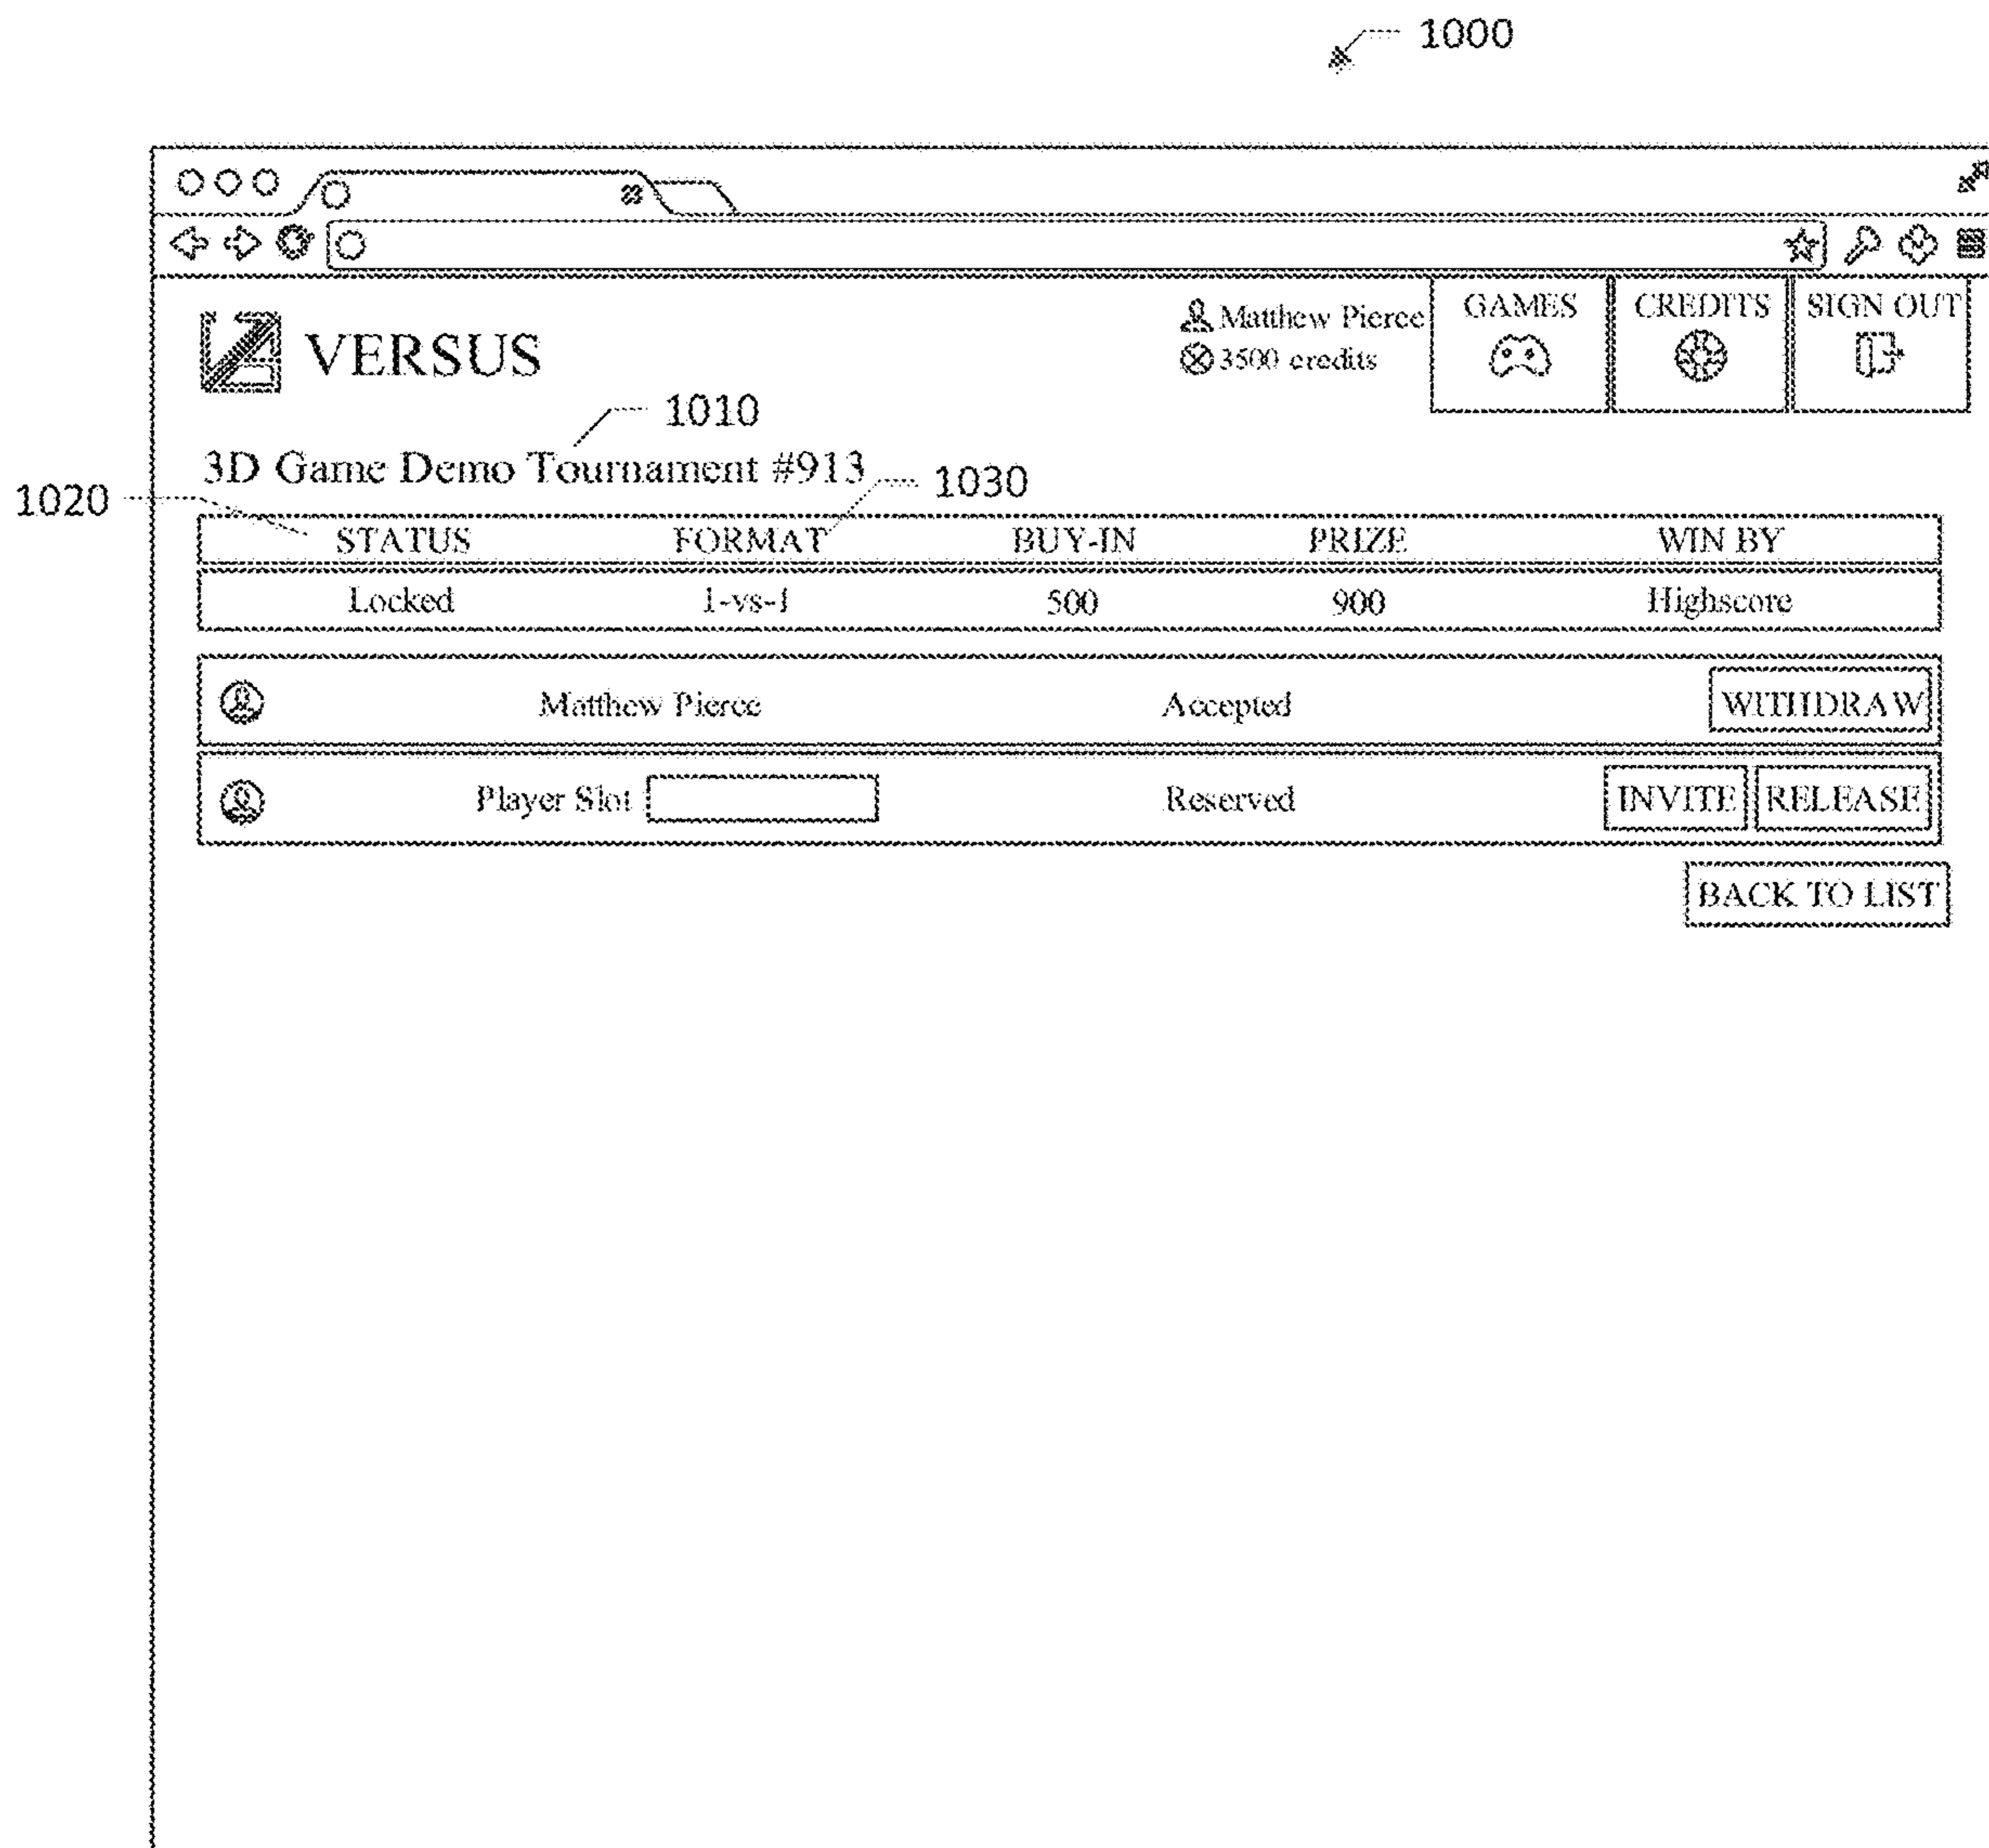 1000
GAMES CREDITS SIGN OUT
Matthew Pierce
3500 credits
VERSUS
1010
3D Game Demo Tournament #913
1020
1030
STATUS FORMAT BUY-IN PRIZE WIN BY
Locked 1-vs-1 500 900 Highscore
Matthew Pierce Accepted WITHDRAW
Player Slot Reserved INVITE RELEASE
BACK TO LIST